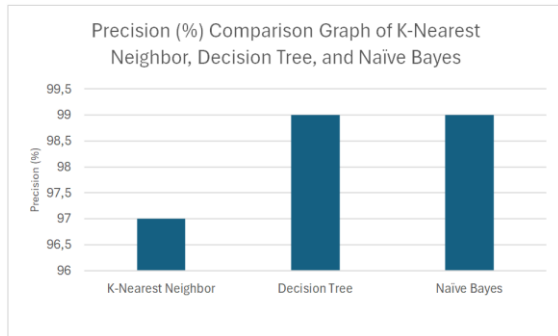 Precision (%) Comparison Graph of K-Nearest
Neighbor, Decision Tree, and Naïve Bayes
99,5
99
98,5
98
97,5
97
96,5
96
Precision (%)
K-Nearest Neighbor
Decision Tree
Naïve Bayes